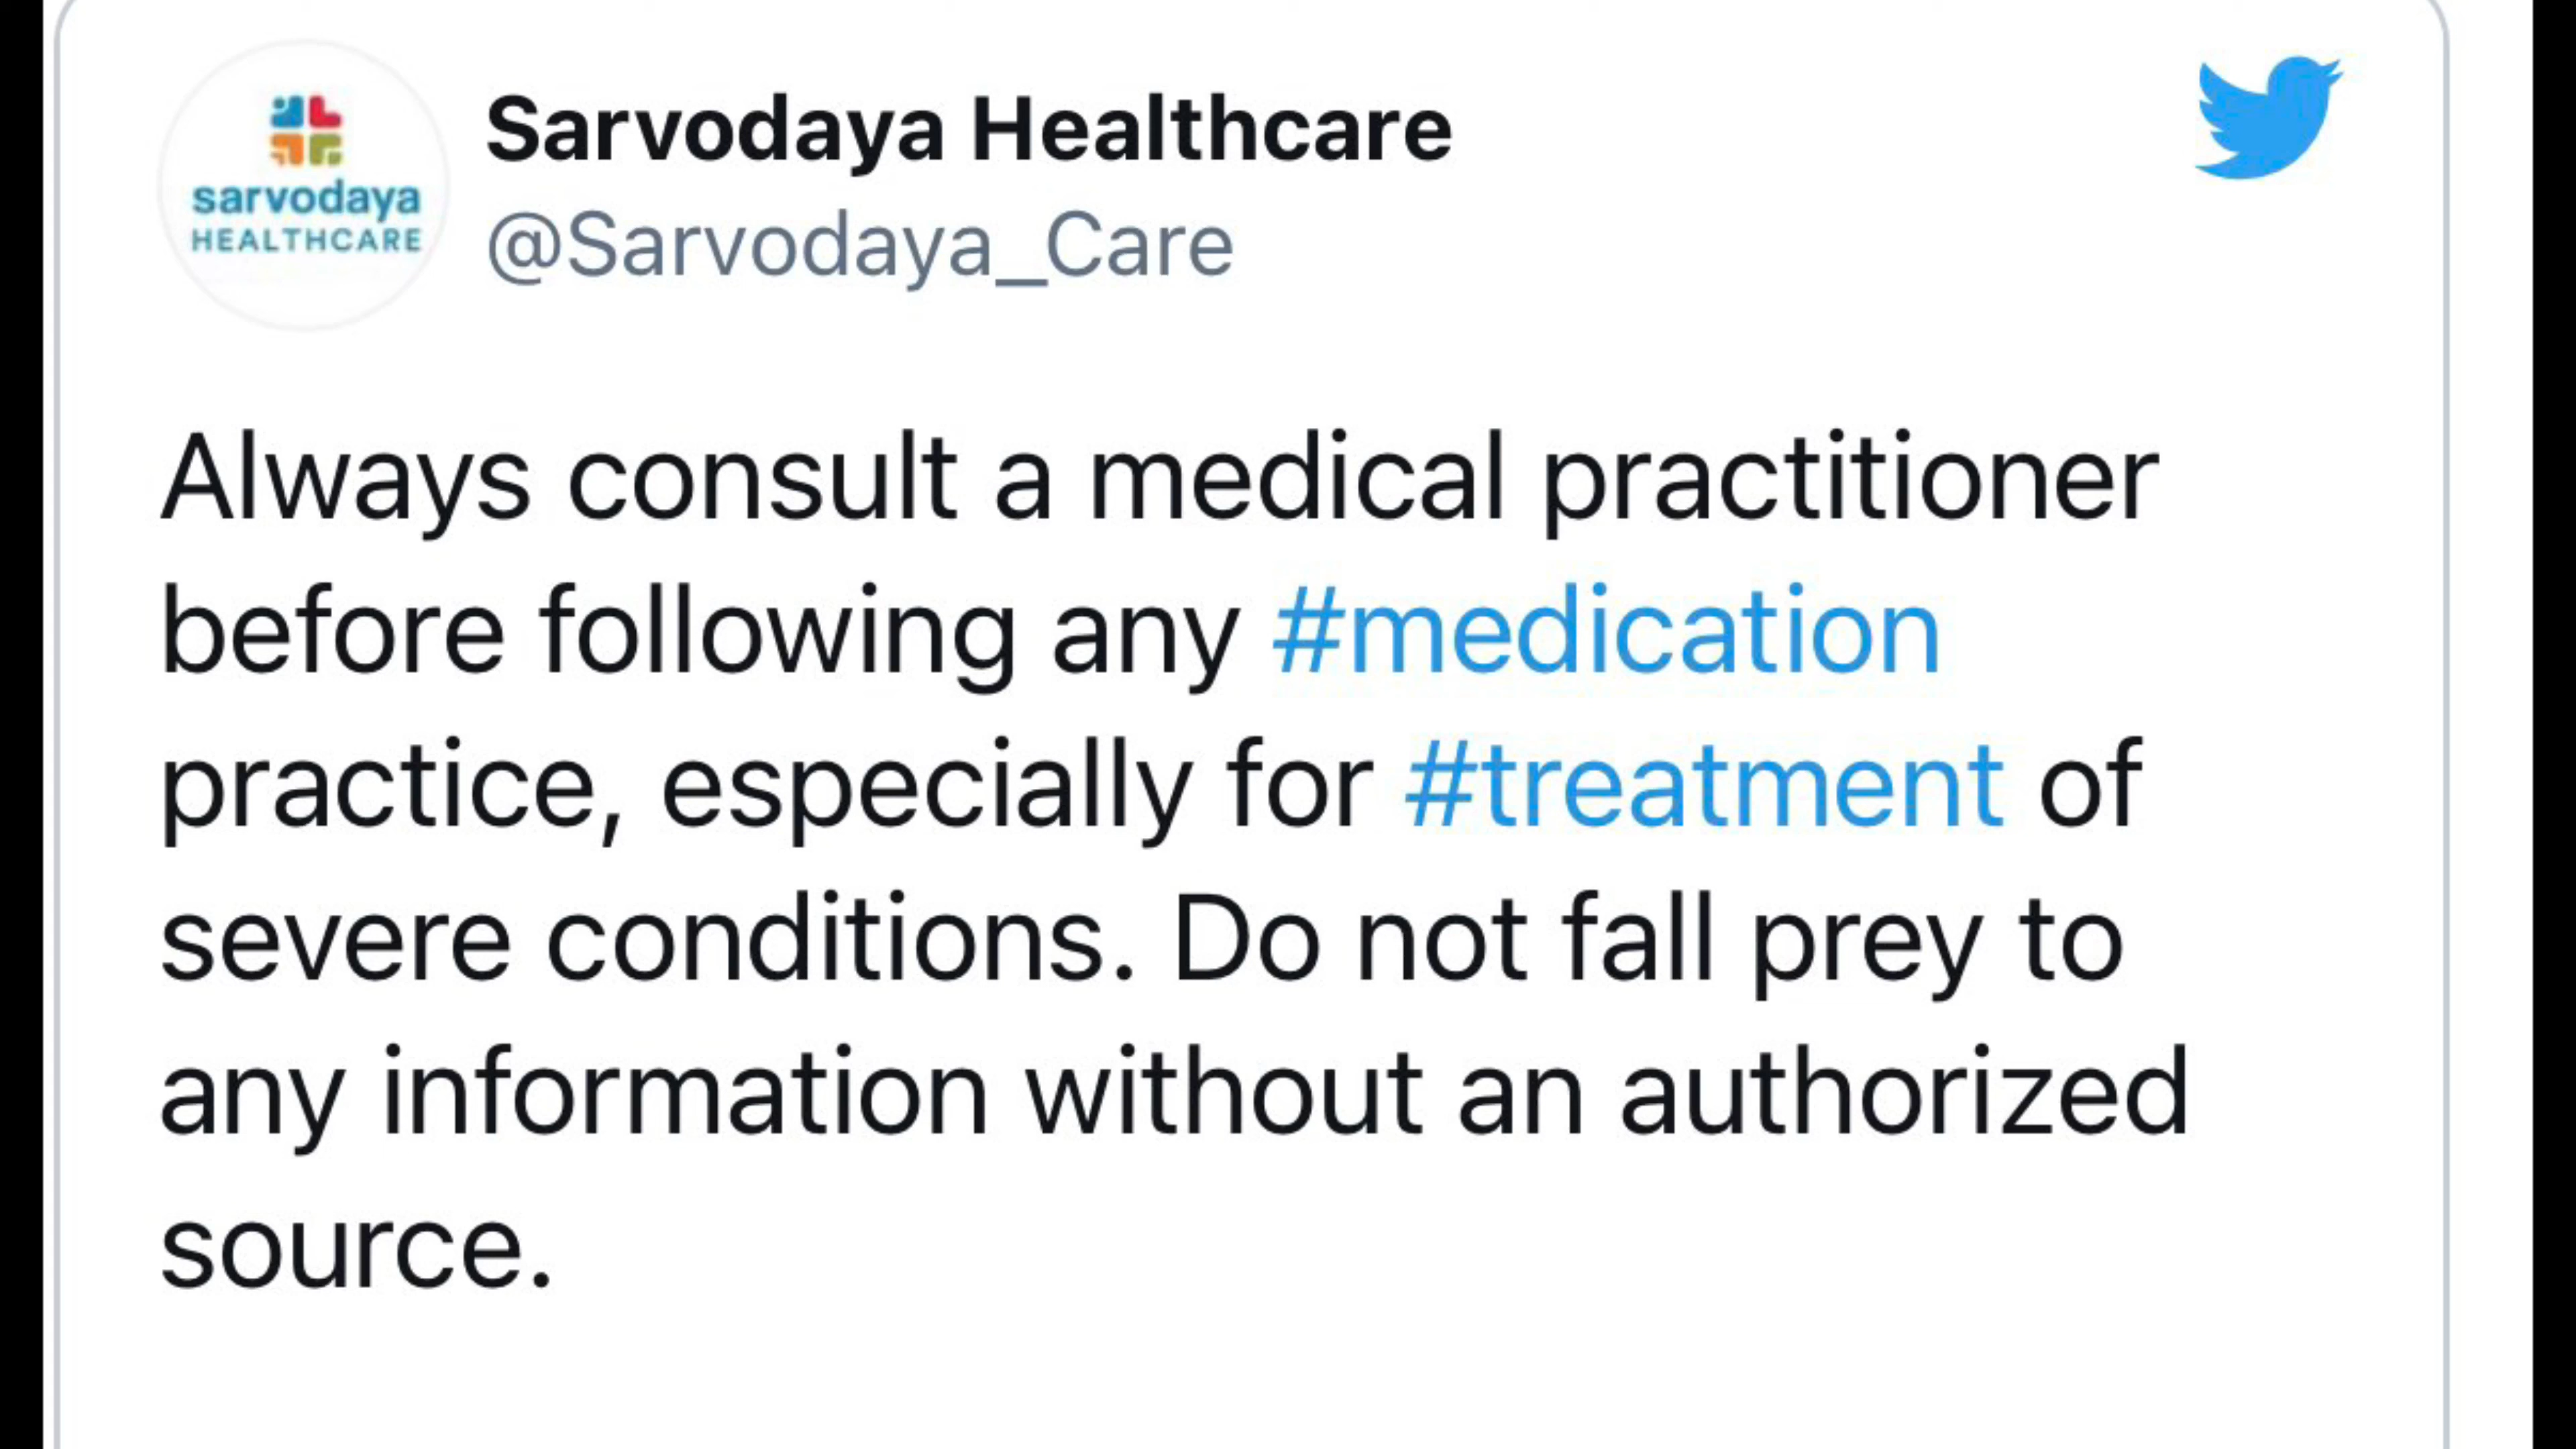 sarvodaya
HEALTHCARE
Sarvodaya Healthcare
@Sarvodaya_Care
Always consult a medical practitioner
before following any #medication
practice, especially for #treatment of
severe conditions. Do not fall prey to
any information without an authorized
source.